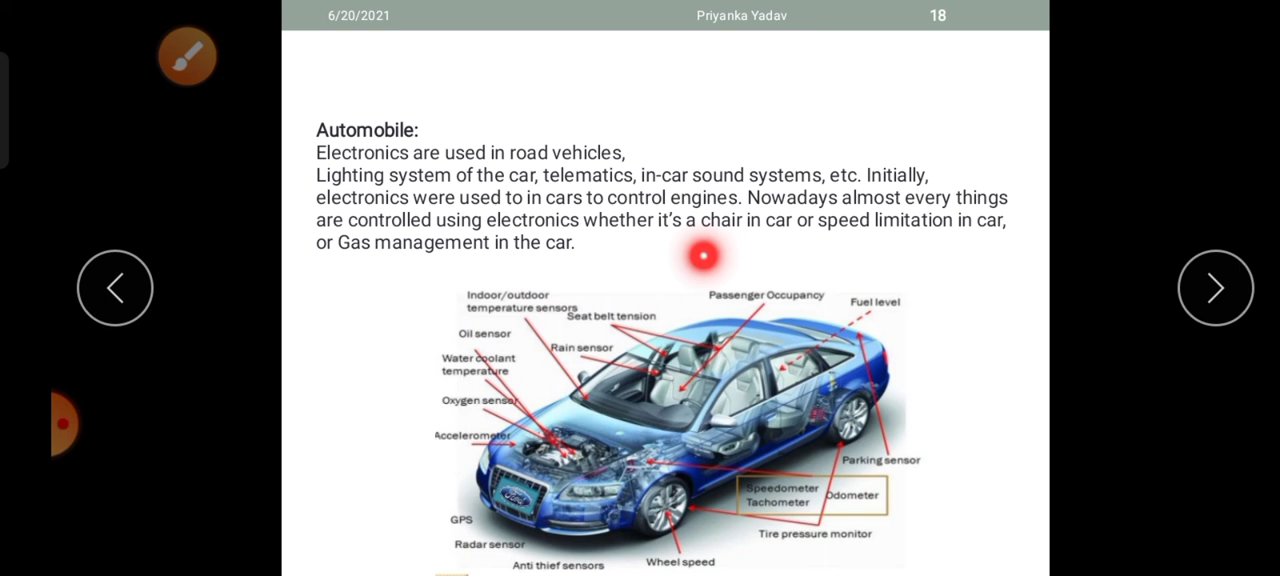 6/20/2021 Priyanka Yadav 18
Automobile:
Electronics are used in road vehicles,
Lighting system of the car, telematics, in-car sound systems, etc. Initially,
electronics were used to in cars to control engines. Nowadays almost every things
are controlled using electronics whether it's a chair in car or speed limitation in car,
or Gas management in the car.
Indoor/outdoor
temperature sensors
Passenger Occupancy
Fuel level
Seat belt tension
Oil sensor
Rain sensor
Water coolant
temperature
Oxygen sensor
Accelerometer
Parking sensor
Speedometer
Tachometer
Odometer
Ford
GPS
Tire pressure monitor
Radar sensor
Wheel speed
Anti thief sensors